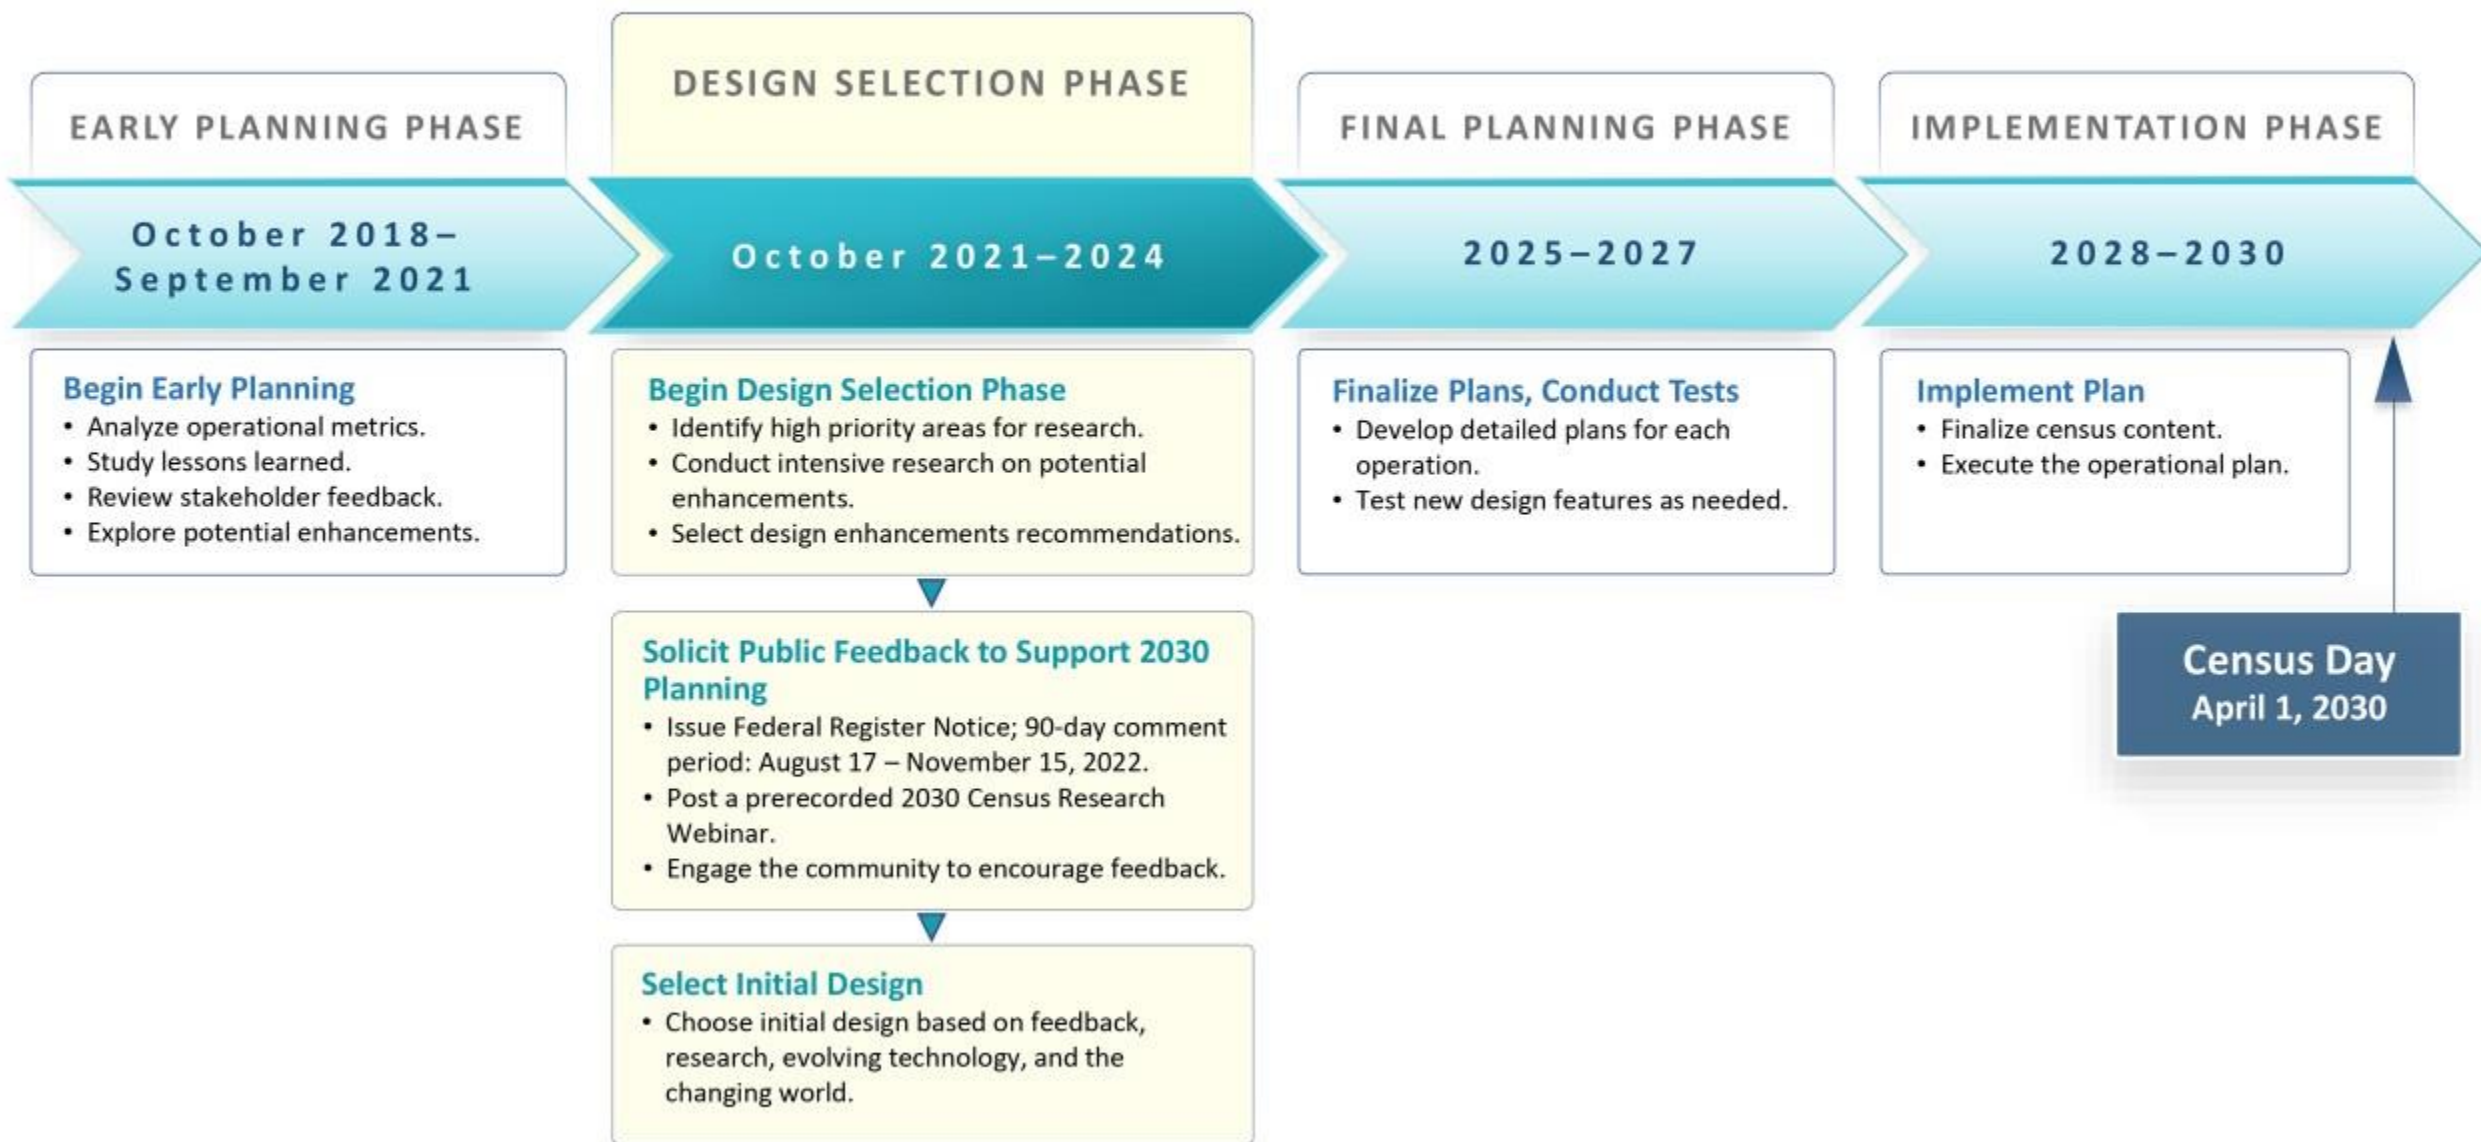 EARLY PLANNING PHASE
October 2018–
September 2021
Begin Early Planning
• Analyze operational metrics.
• Study lessons learned.
• Review stakeholder feedback.
• Explore potential enhancements.
DESIGN SELECTION PHASE
October 2021–2024
Begin Design Selection Phase
• Identify high priority areas for research.
• Conduct intensive research on potential
enhancements.
• Select design enhancements recommendations.
Solicit Public Feedback to Support 2030
Planning
• Issue Federal Register Notice; 90-day comment
period: August 17 – November 15, 2022.
• Post a prerecorded 2030 Census Research
Webinar.
• Engage the community to encourage feedback.
Select Initial Design
• Choose initial design based on feedback,
research, evolving technology, and the
changing world.
FINAL PLANNING PHASE
2025–2027
Finalize Plans, Conduct Tests
• Develop detailed plans for each
operation.
• Test new design features as needed.
IMPLEMENTATION PHASE
2028–2030
Implement Plan
• Finalize census content.
• Execute the operational plan.
Census Day
April 1, 2030